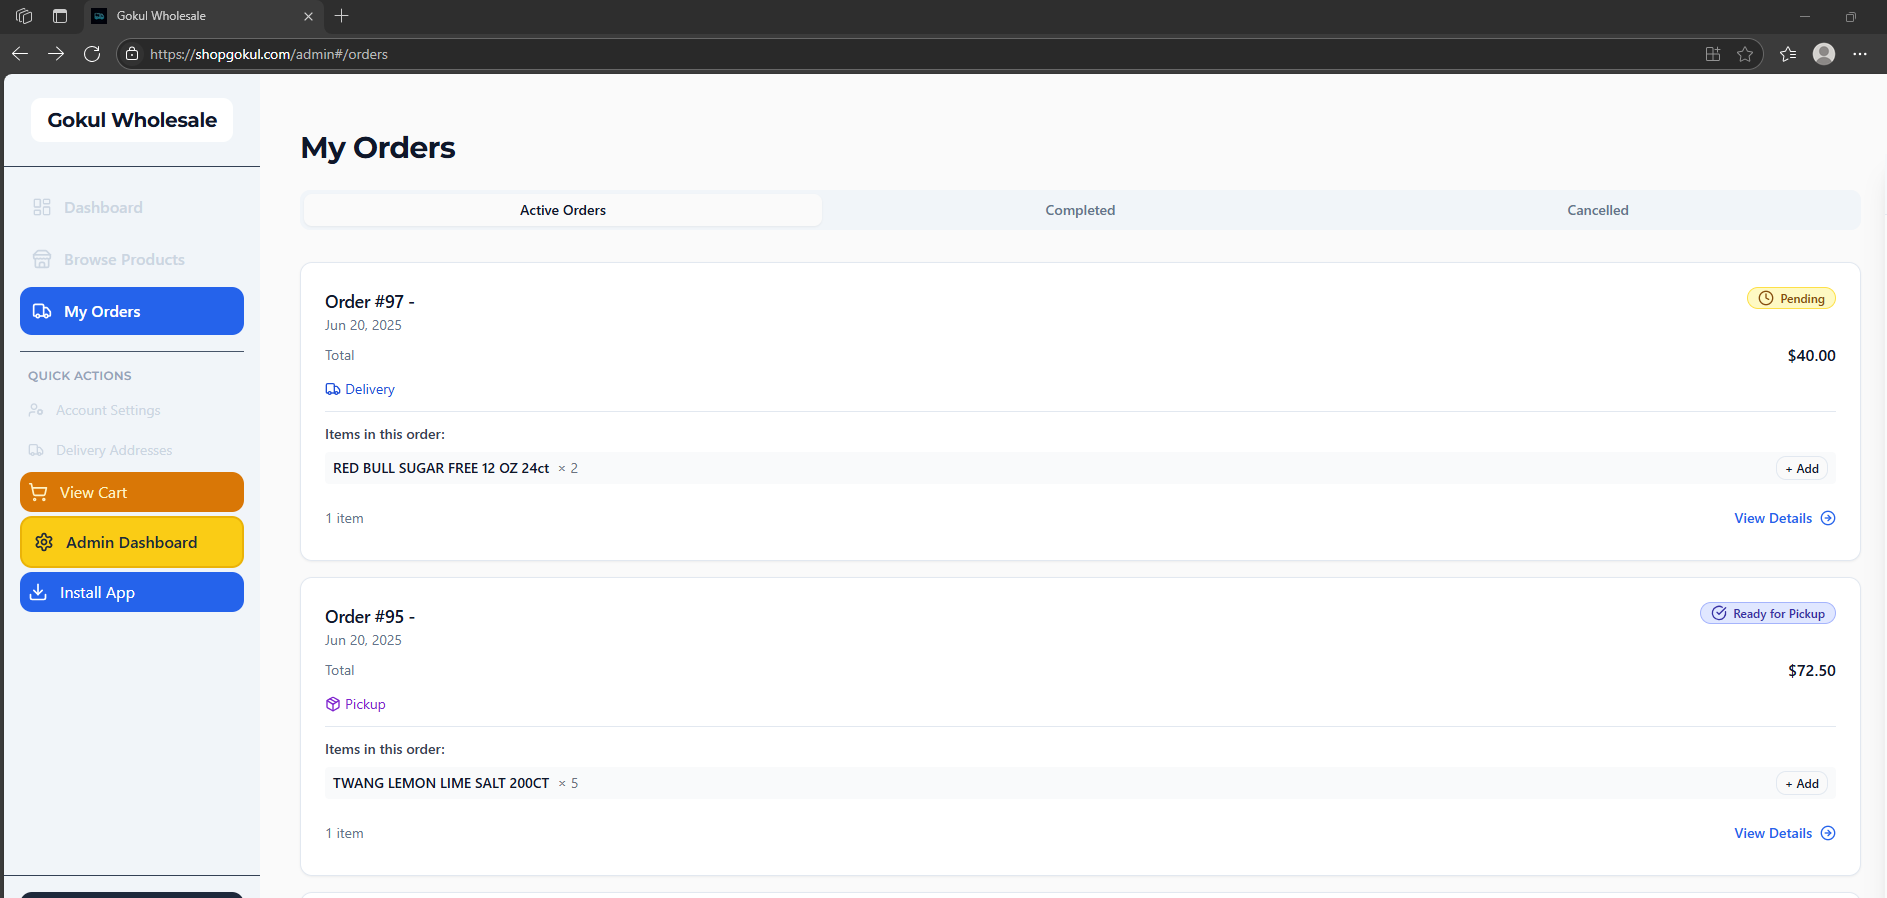 Gokul Wholesale
https://shopgokul.com/admin#/orders
Gokul Wholesale
Dashboard
Browse Products
My Orders
QUICK ACTIONS
Account Settings
Delivery Addresses
View Cart
Admin Dashboard
Install App
My Orders
Active Orders
Completed
Cancelled
Order #97 -
Pending
Jun 20, 2025
Total
$40.00
Delivery
Items in this order:
RED BULL SUGAR FREE 12 OZ 24ct × 2
+ Add
1 item
View Details
Order #95 -
Ready for Pickup
Jun 20, 2025
Total
$72.50
Pickup
Items in this order:
TWANG LEMON LIME SALT 200CT × 5
+ Add
1 item
View Details